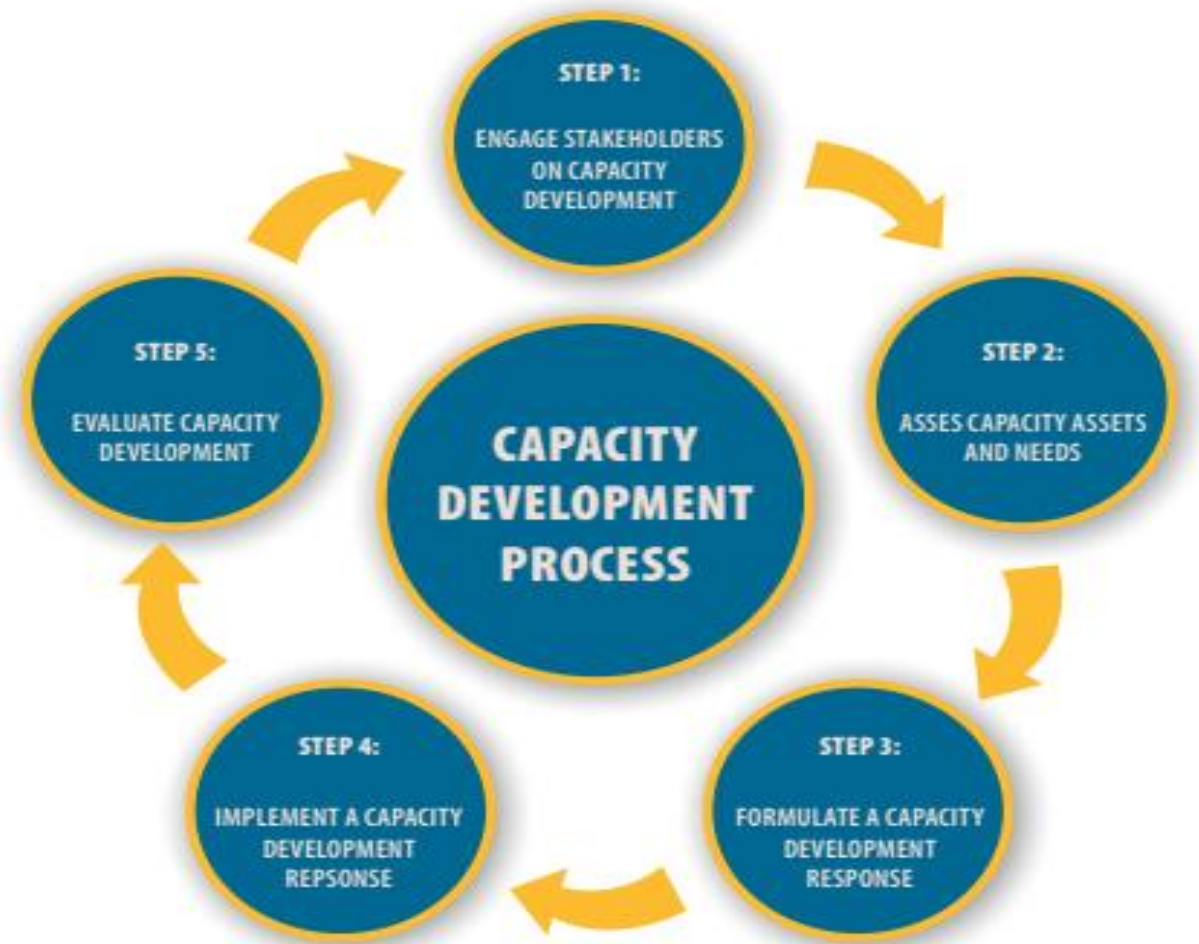 STEP 1:
ENGAGE STAKEHOLDERS
ON CAPACITY
DEVELOPMENT
STEP 2:
ASSES CAPACITY ASSETS
AND NEEDS
STEP 3:
FORMULATE A CAPACITY
DEVELOPMENT
RESPONSE
STEP 4:
IMPLEMENT A CAPACITY
DEVELOPMENT
REPSONSE
STEP 5:
EVALUATE CAPACITY
DEVELOPMENT
CAPACITY
DEVELOPMENT
PROCESS